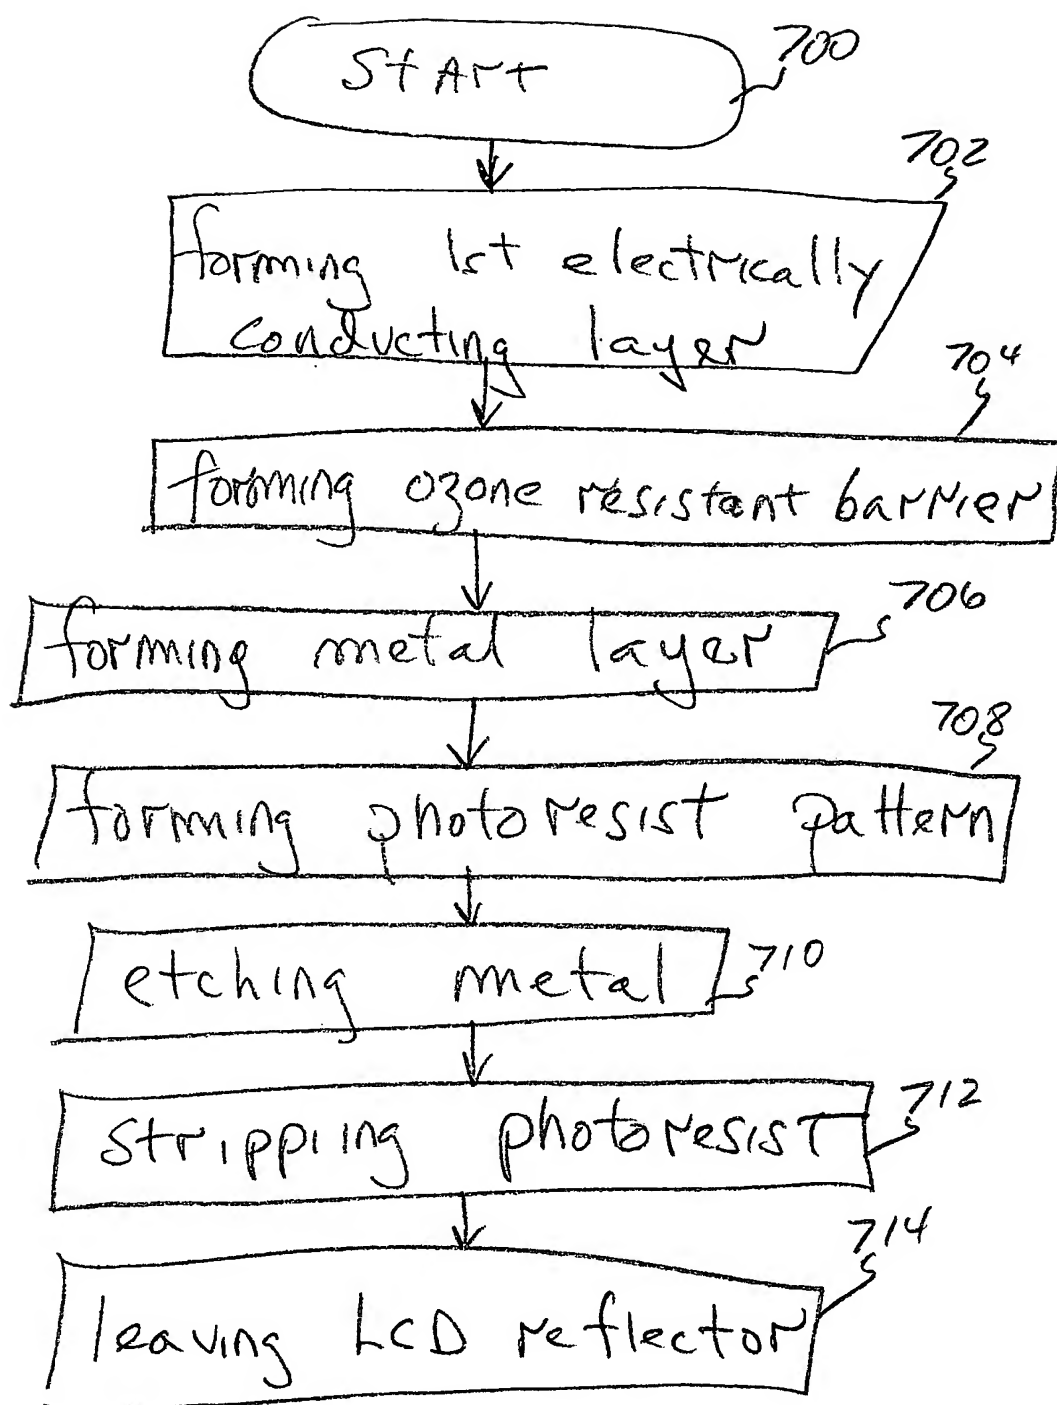 START
700
702
forming 1st electrically
conducting layer
704
forming ozone resistant barrier
706
forming metal layer
708
forming photoresist pattern
etching metal
710
strippiing photoresist
712
714
leaving LCD reflector